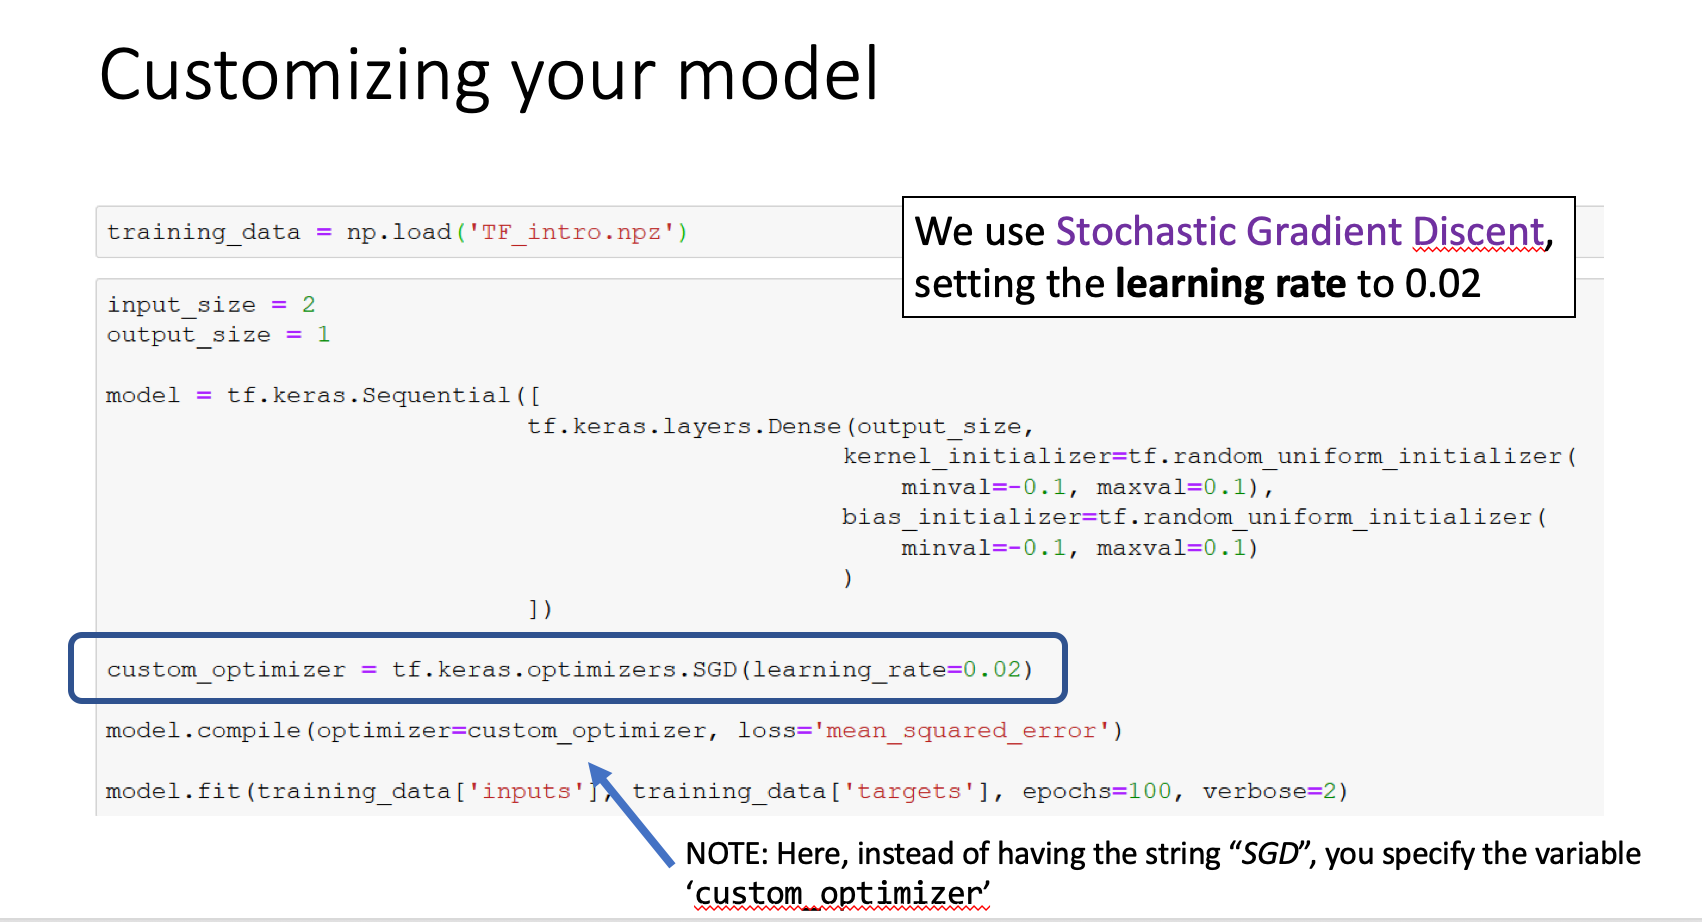 Customizing your model
training_data = np.load('TF_intro.npz')
We use Stochastic Gradient Discent,
setting the learning rate to 0.02
input_size = 2
output_size = 1
model = tf.keras.Sequential([
tf.keras.layers.Dense(output_size,
kernel_initializer=tf.random_uniform_initializer(
minval=-0.1, maxval=0.1),
bias_initializer=tf.random_uniform_initializer(
minval=-0.1, maxval=0.1)
)
])
custom_optimizer = tf.keras.optimizers.SGD(learning_rate=0.02)
model.compile(optimizer=custom_optimizer, loss='mean_squared_error')
model.fit(training_data['inputs'], training_data['targets'], epochs=100, verbose=2)
NOTE: Here, instead of having the string “SGD”, you specify the variable
‘custom_optimizer’